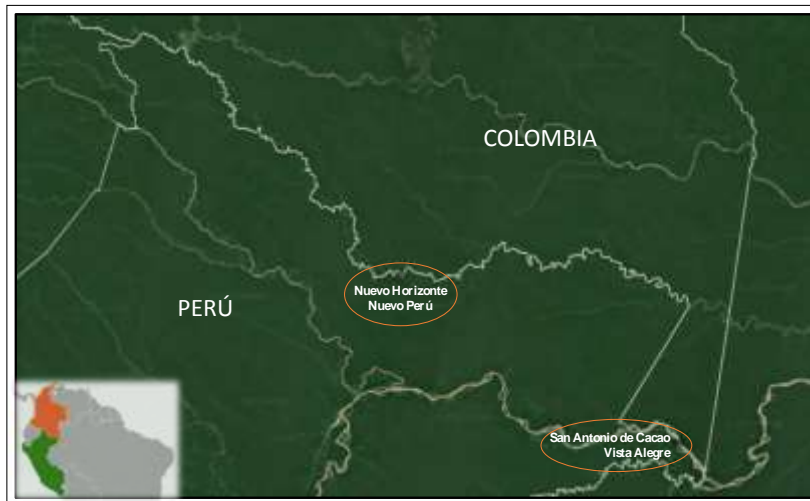 COLOMBIA
Nuevo Horizonte
Nuevo Perú
PERÚ
San Antonio de Cacao
Vista Alegre